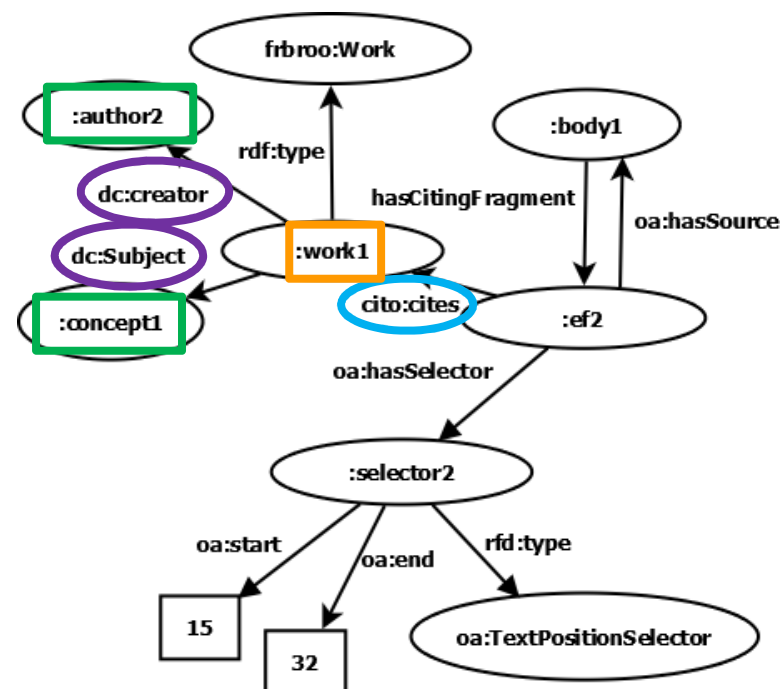 frbroo:Work
:author2
:body1
rdf:type
dc:creator
hasCitingFragment
oa:hasSource
dc:Subject
:work1
cito:cites
:concept1
:ef2
oa:hasSelector
:selector2
oa:start
oa:end
rfd:type
15
32
oa:TextPositionSelector